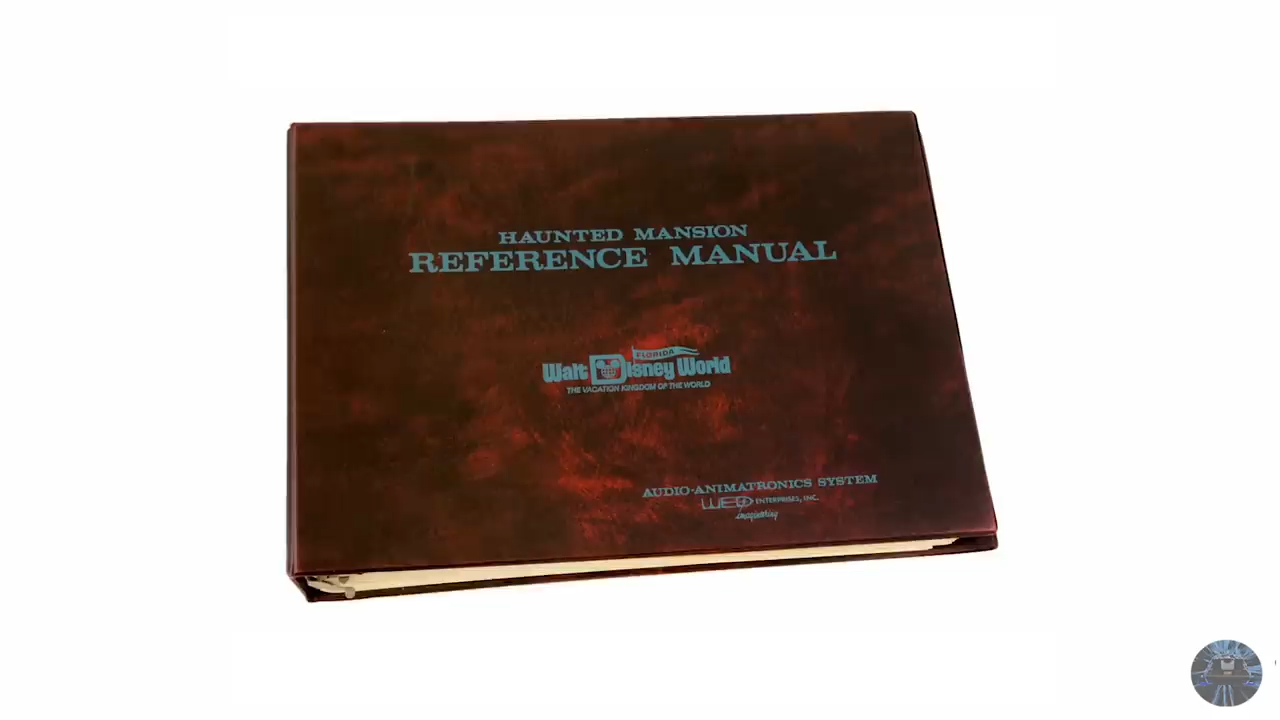 HAUNTED MANSION
REFERENCE MANUAL
FLORIDA
Walt Disney World
THE VACATION KINGDOM OF THE WORLD
AUDIO-ANIMATRONICS SYSTEM
WED ENTERPRISES, INC.
imagineering